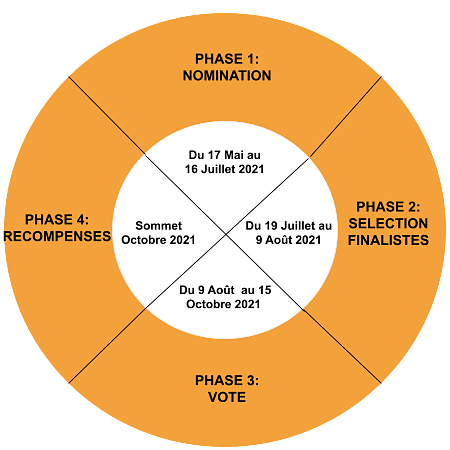 PHASE 1:
NOMINATION
Du 17 Mai au
16 Juillet 2021
PHASE 2:
SELECTION
FINALISTES
Du 19 Juillet au
9 Août 2021
PHASE 3:
VOTE
Du 9 Août  au 15
Octobre 2021
PHASE 4:
RECOMPENSES
Sommet
Octobre 2021